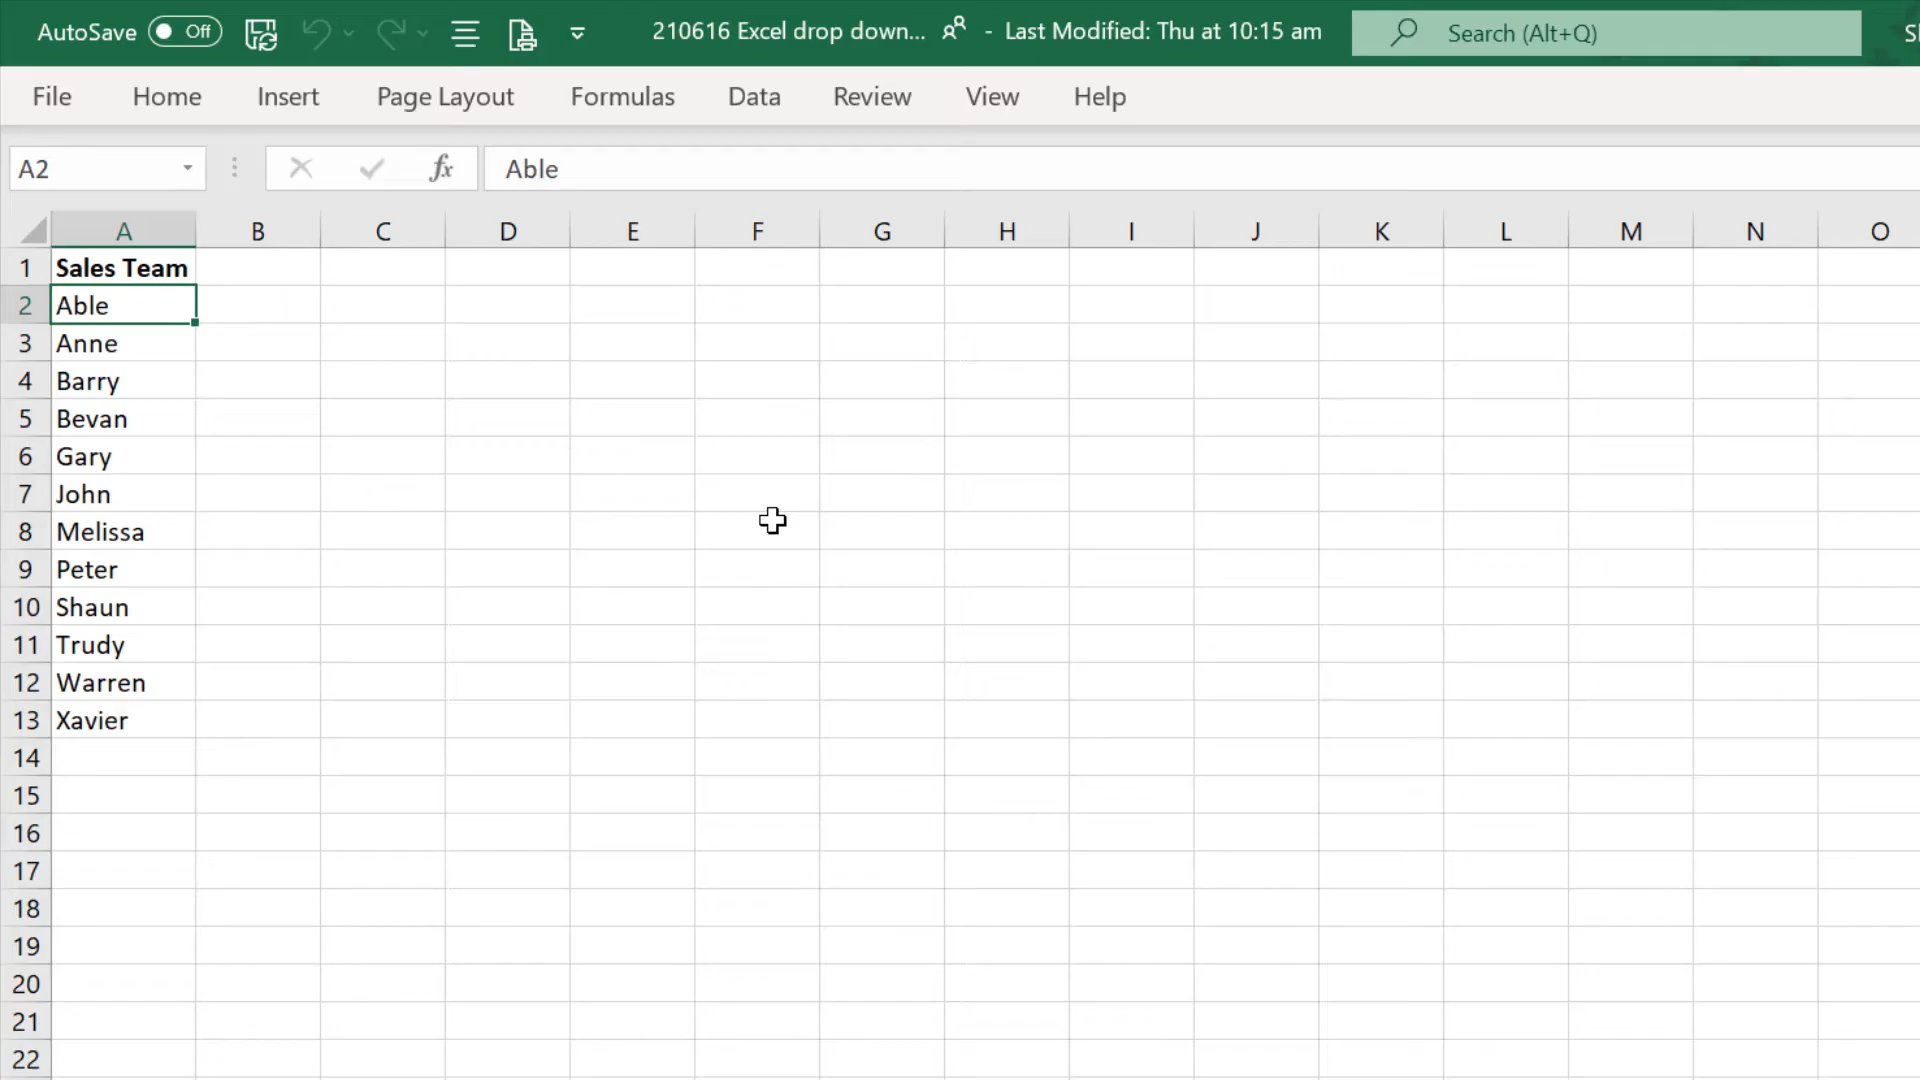 AutoSave Off 210616 Excel drop down... - Last Modified: Thu at 10:15 am Search (Alt+Q)
File Home Insert Page Layout Formulas Data Review View Help
A2 fx Able
A B C D E F G H I J K L M N O
1 Sales Team
2 Able
3 Anne
4 Barry
5 Bevan
6 Gary
7 John
8 Melissa
9 Peter
10 Shaun
11 Trudy
12 Warren
13 Xavier
14
15
16
17
18
19
20
21
22